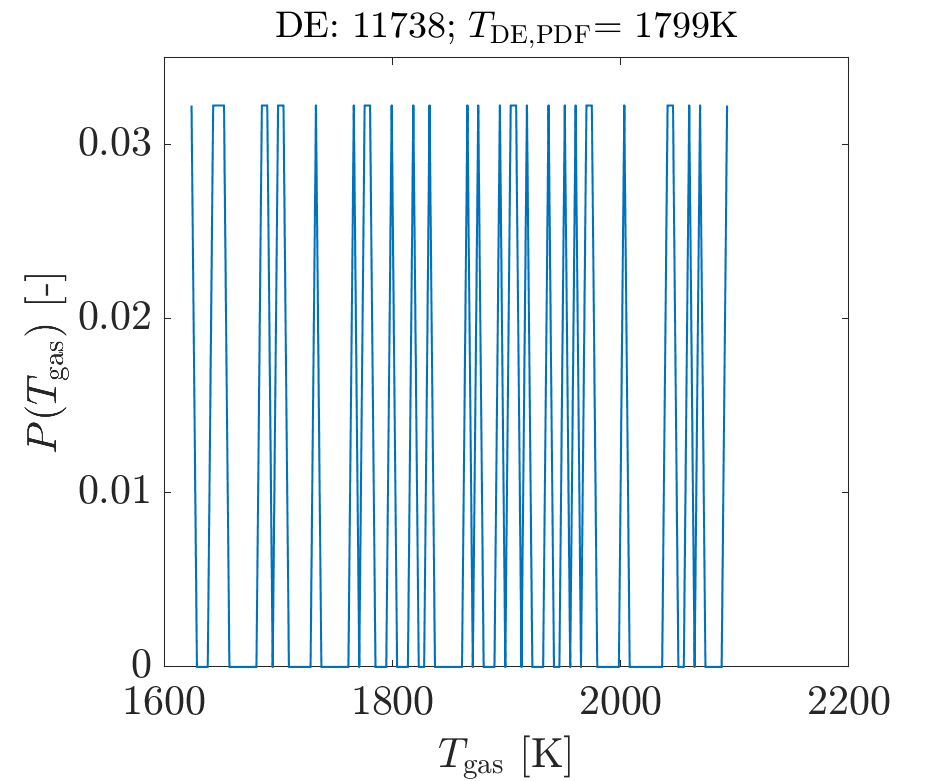 DE: 11738; T_DE,PDF= 1799K
0.03
0.02
0.01
0
P(T_gas) [-]
1600 1800 2000 2200
T_gas [K]